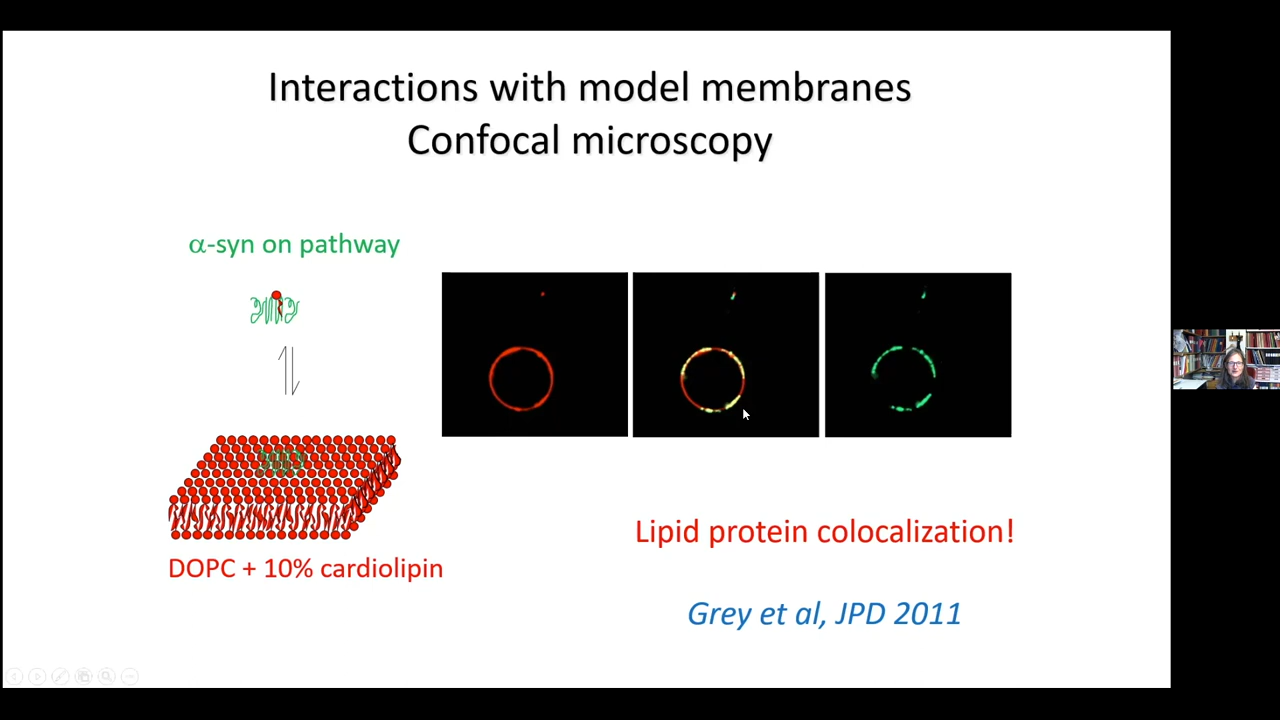 Interactions with model membranes
Confocal microscopy
α-syn on pathway
DOPC + 10% cardiolipin
Lipid protein colocalization!
Grey et al, JPD 2011